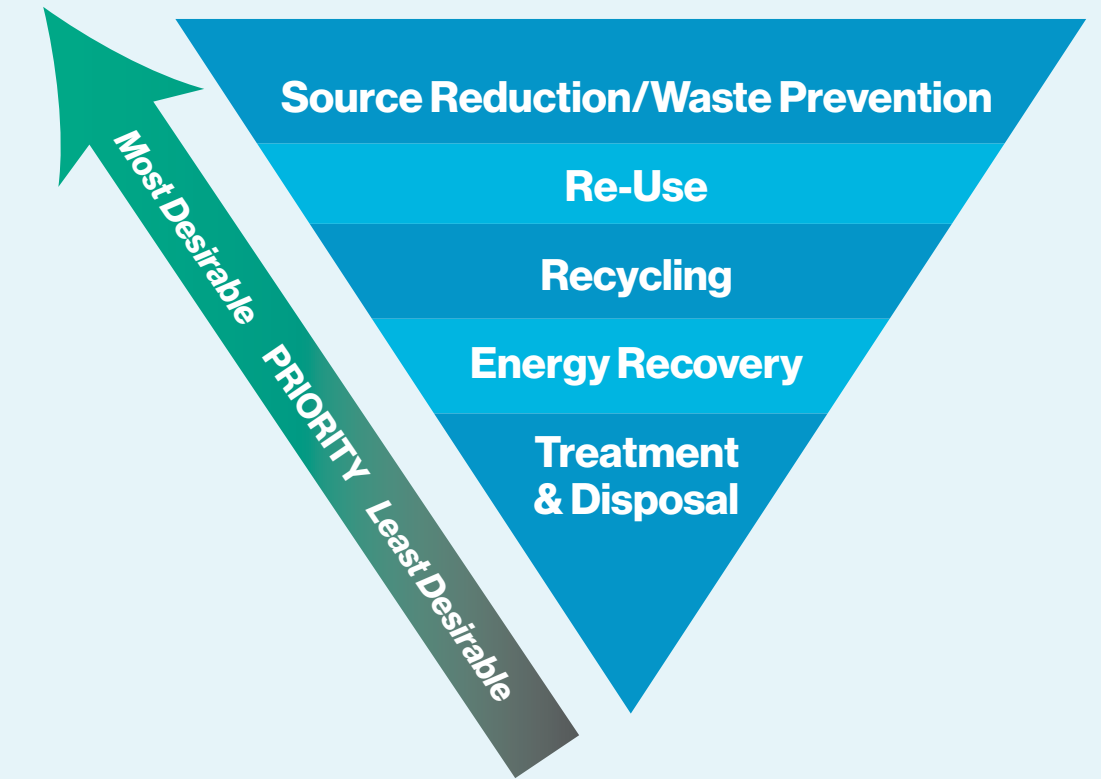 Source Reduction/Waste Prevention
Re-Use
Recycling
Energy Recovery
Treatment
& Disposal
Most Desirable PRIORITY Least Desirable